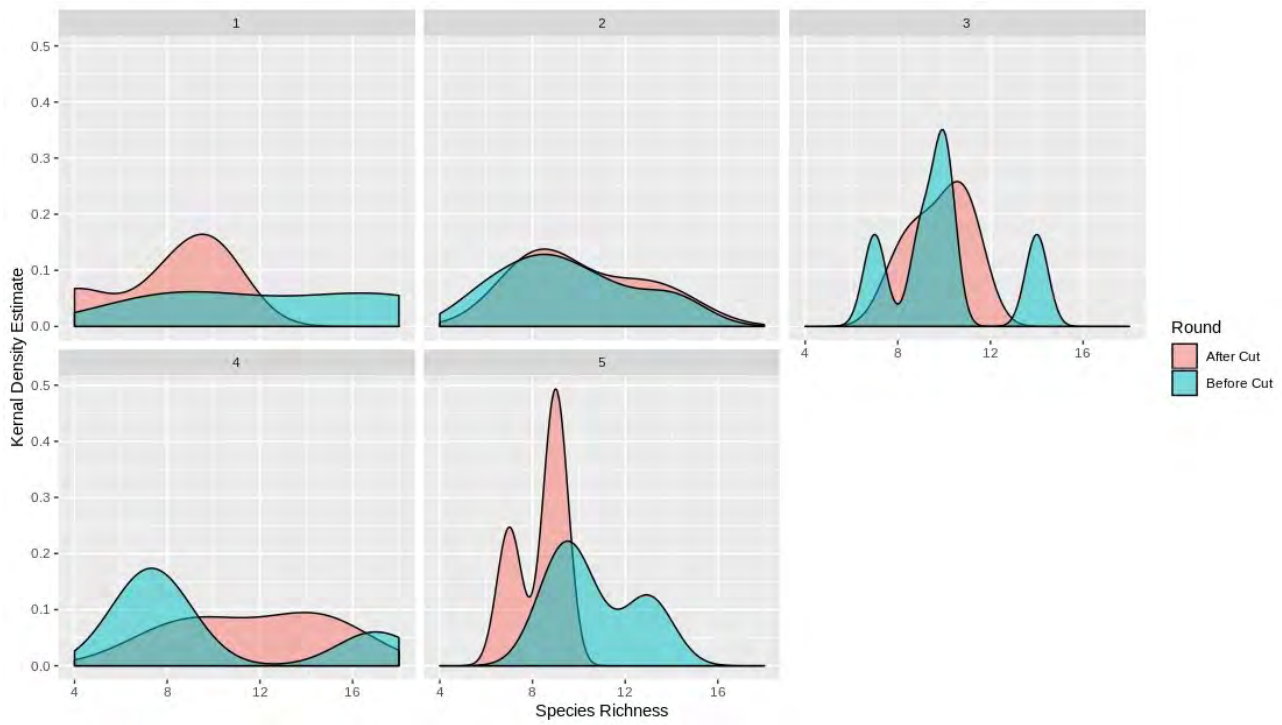 1
2
3
0.5
0.4
0.3
0.2
0.1
0.0
4 8 12 16
4
5
0.5
0.4
0.3
0.2
0.1
0.0
4 8 12 16
4 8 12 16
Kernal Density Estimate
Species Richness
Round
After Cut
Before Cut